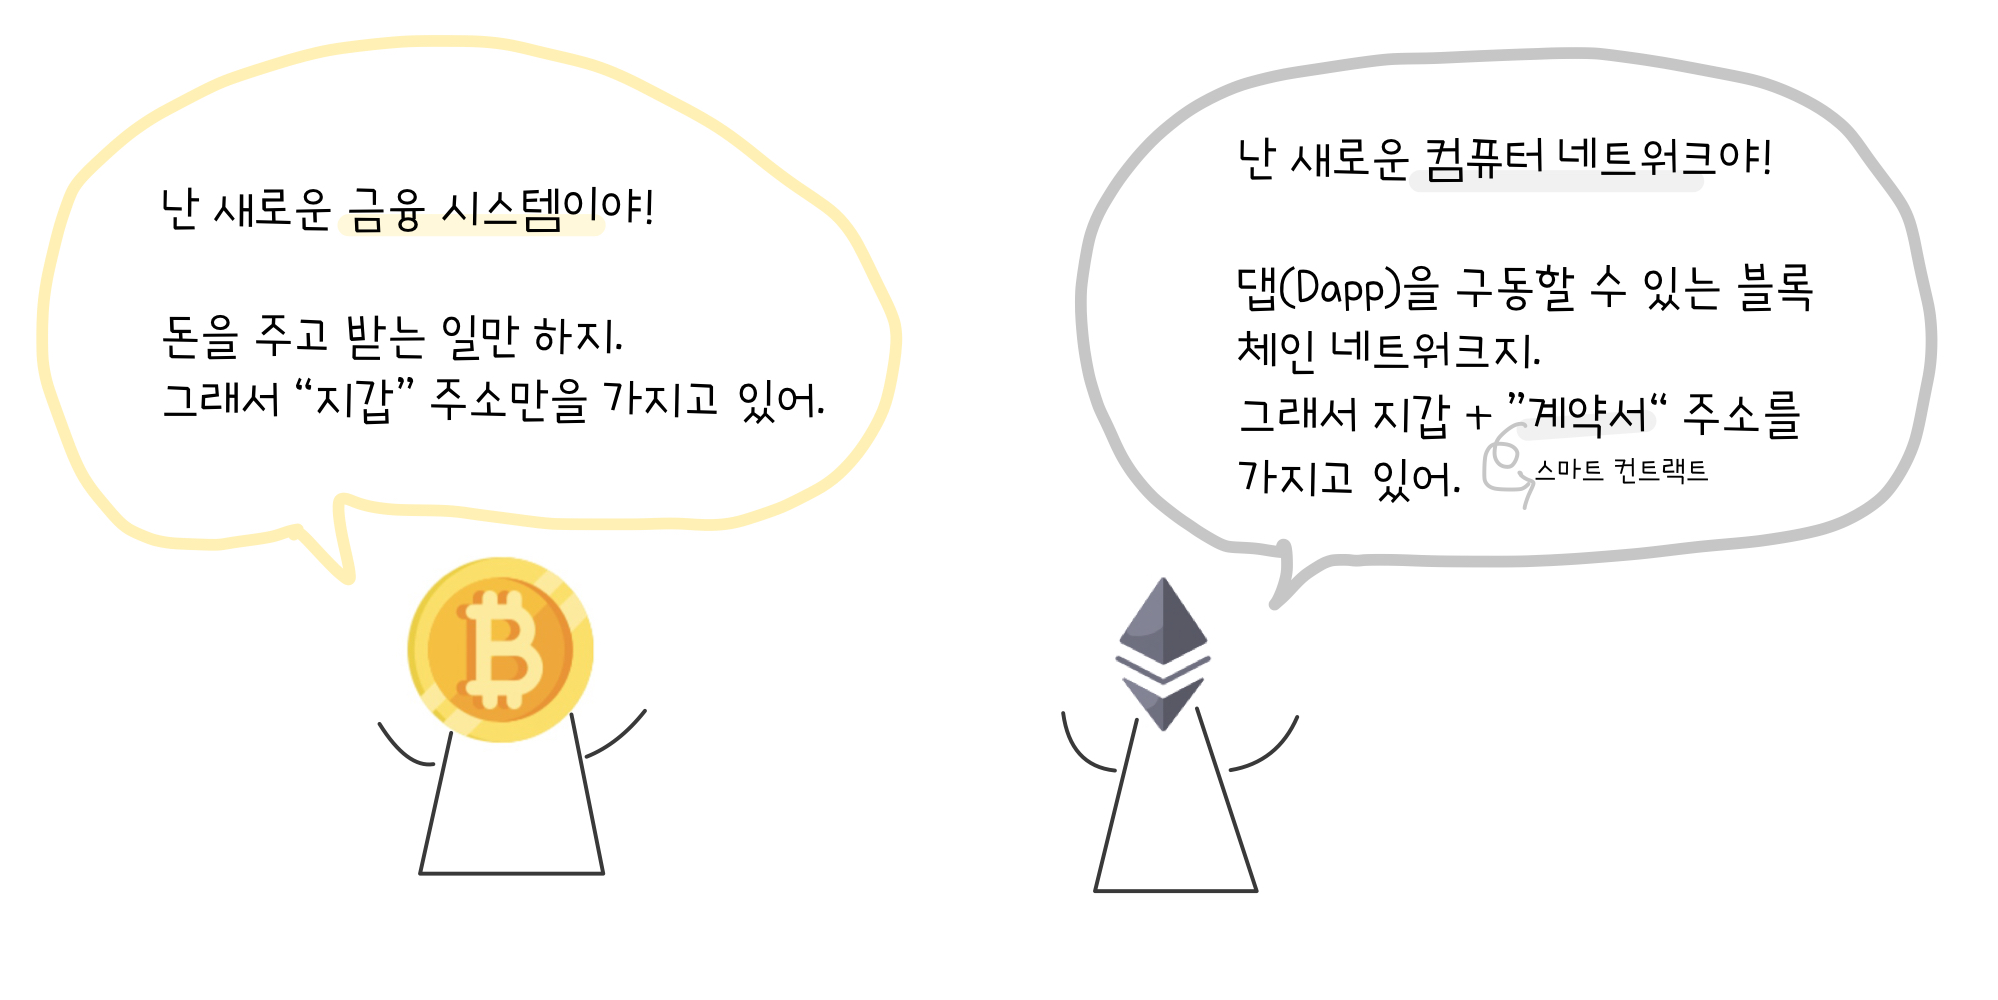 난 새로운 금융 시스템이야!
돈을 주고 받는 일만 하지.
그래서 “지갑” 주소만을 가지고 있어.
난 새로운 컴퓨터 네트워크야!
댑(Dapp)을 구동할 수 있는 블록
체인 네트워크지.
그래서 지갑 + ”계약서“ 주소를
가지고 있어.
스마트 컨트랙트